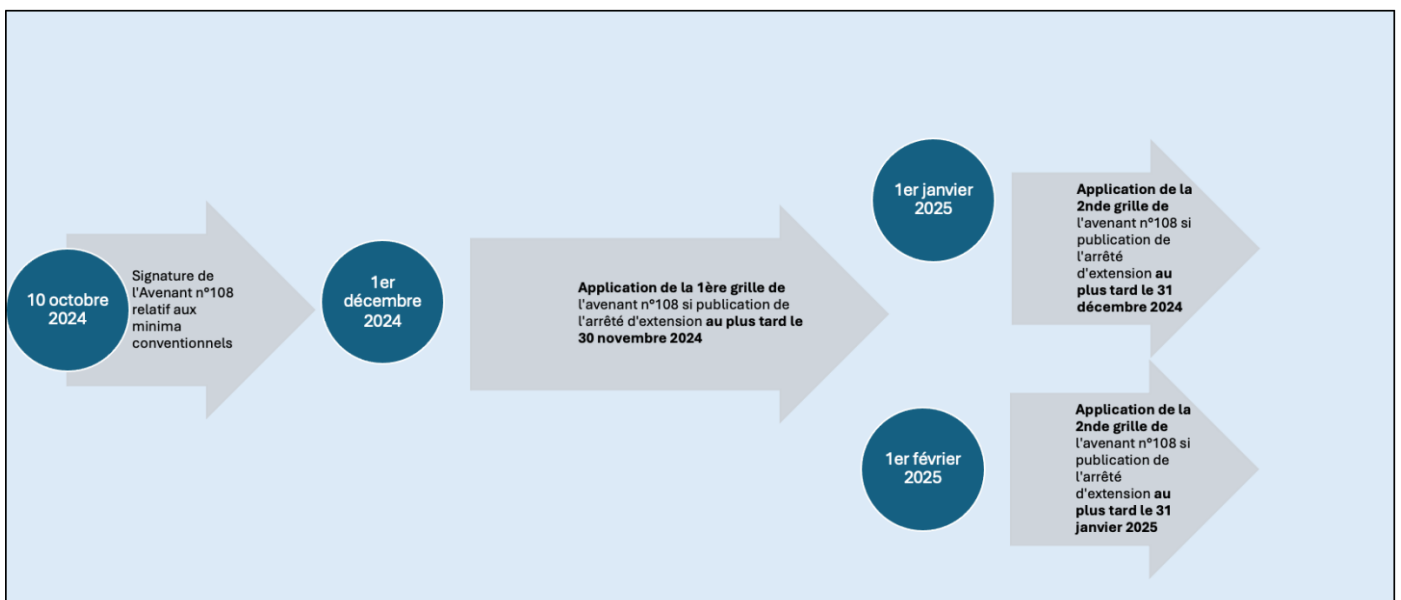 10 octobre
2024
Signature de
l'Avenant n°108
relatif aux
minima
conventionnels
1er
décembre
2024
Application de la 1ère grille de
l'avenant n°108 si publication de
l'arrêté d'extension au plus tard le
30 novembre 2024
1er janvier
2025
Application de la
2nde grille de
l'avenant n°108 si
publication de
l'arrêté
d'extension au
plus tard le 31
décembre 2024
1er février
2025
Application de la
2nde grille de
l'avenant n°108 si
publication de
l'arrêté
d'extension au
plus tard le 31
janvier 2025